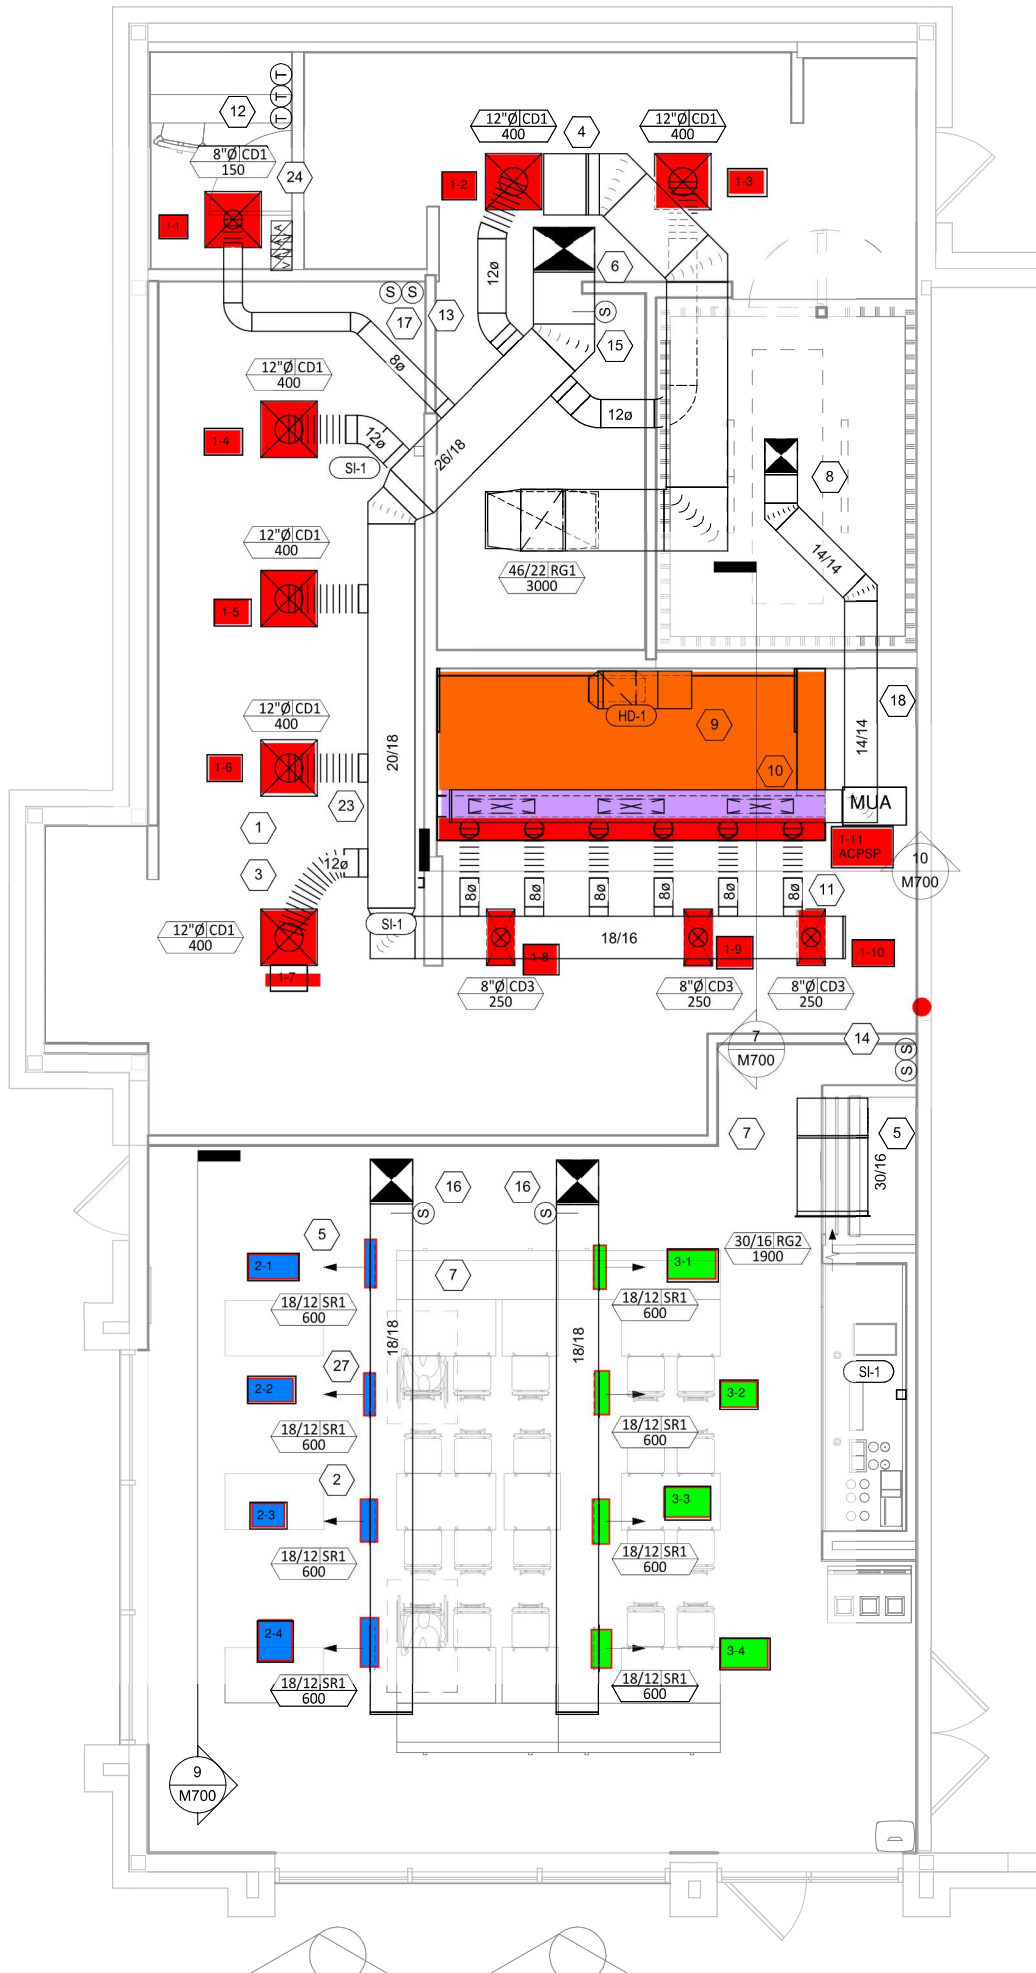 T
T
T
12
8"Ø CD1
150
24
1-1
12"Ø CD1
400
4
12"Ø CD1
400
1-2
1-3
12ø
6
S S
17
13
S
15
8ø
12"Ø CD1
400
12ø
12ø
1-4
SI-1
26/18
8
12"Ø CD1
400
14/14
46/22 RG1
3000
1-5
12"Ø CD1
400
HD-1
9
18
20/18
14/14
1-6
10
23
MUA
1
1-11
ACPSP
3
12ø
10
M700
8ø
8ø
8ø
8ø
8ø
8ø
11
12"Ø CD1
400
SI-1
18/16
1-8
1-9
1-10
1-7
8"Ø CD3
250
8"Ø CD3
250
8"Ø CD3
250
7
M700
14
S
S
7
5
30/16
16
16
S
S
5
30/16 RG2
1900
2-1
7
3-1
18/12 SR1
600
18/12 SR1
600
18/18
18/18
27
SI-1
2-2
3-2
18/12 SR1
600
18/12 SR1
600
2
2-3
3-3
18/12 SR1
600
18/12 SR1
600
2-4
3-4
18/12 SR1
600
18/12 SR1
600
9
M700